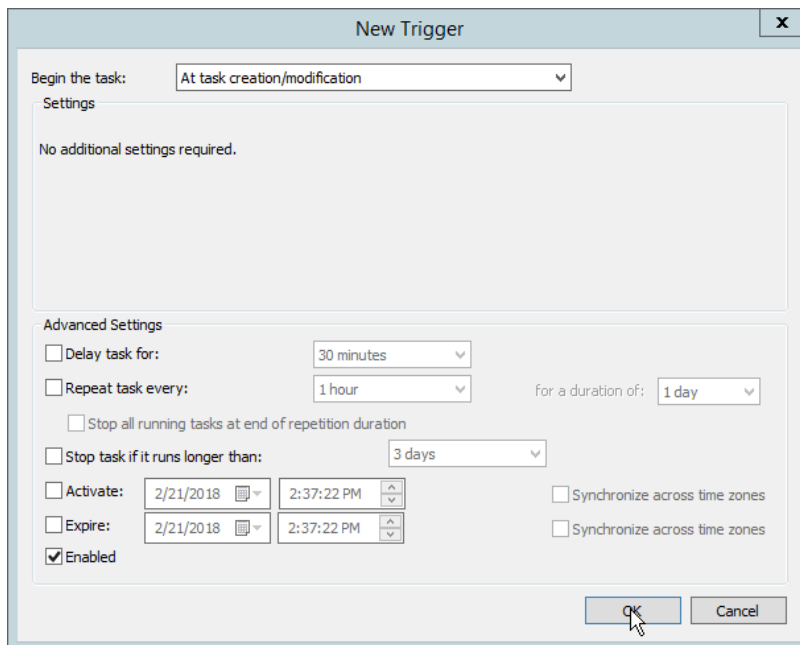 New Trigger
x
Begin the task: At task creation/modification
Settings
No additional settings required.
Advanced Settings
Delay task for: 30 minutes
Repeat task every: 1 hour for a duration of: 1 day
Stop all running tasks at end of repetition duration
Stop task if it runs longer than: 3 days
Activate: 2/21/2018 2:37:22 PM Synchronize across time zones
Expire: 2/21/2018 2:37:22 PM Synchronize across time zones
Enabled
OK Cancel